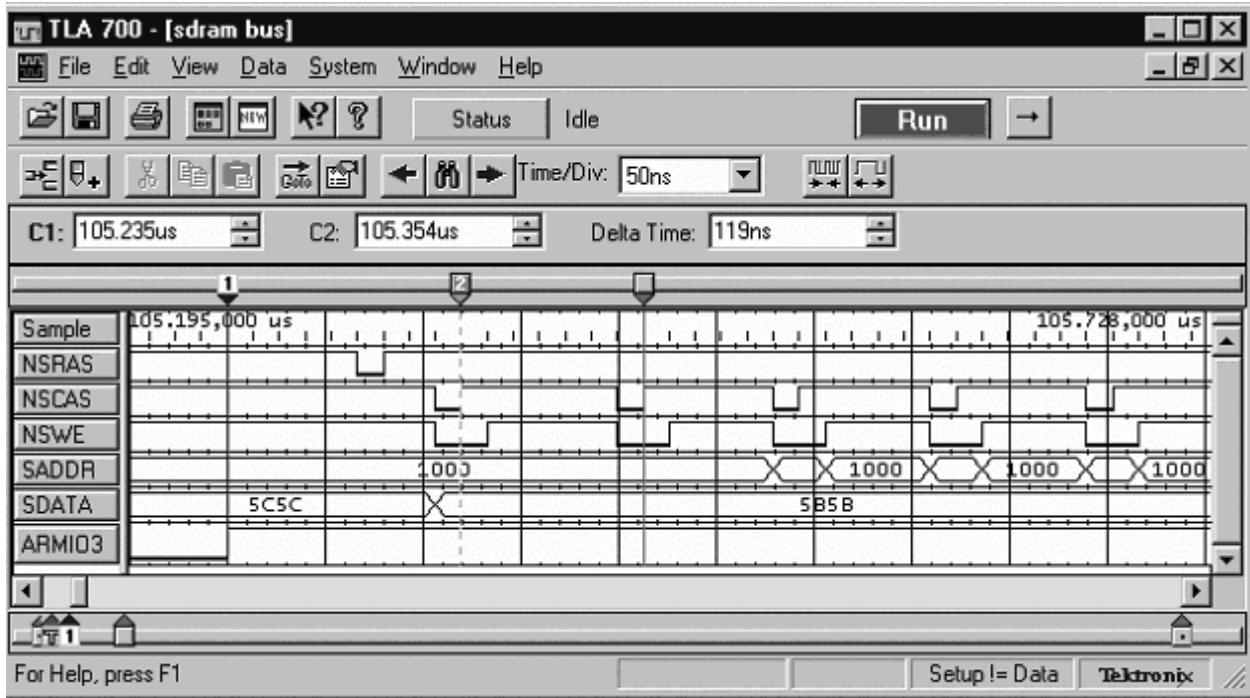 TLA 700 - [sdram bus]
File Edit View Data System Window Help
NEW Status Idle Run
Goto Time/Div: 50ns
C1: 105.235us C2: 105.354us Delta Time: 119ns
1 2
Sample 105.195,000 us 105.728,000 us
NSRAS
NSCAS
NSWE
SADDR 1000 1000 1000 1000
SDATA 5C5C 5B5B
ARMIO3
1
For Help, press F1 Setup != Data Tektronix